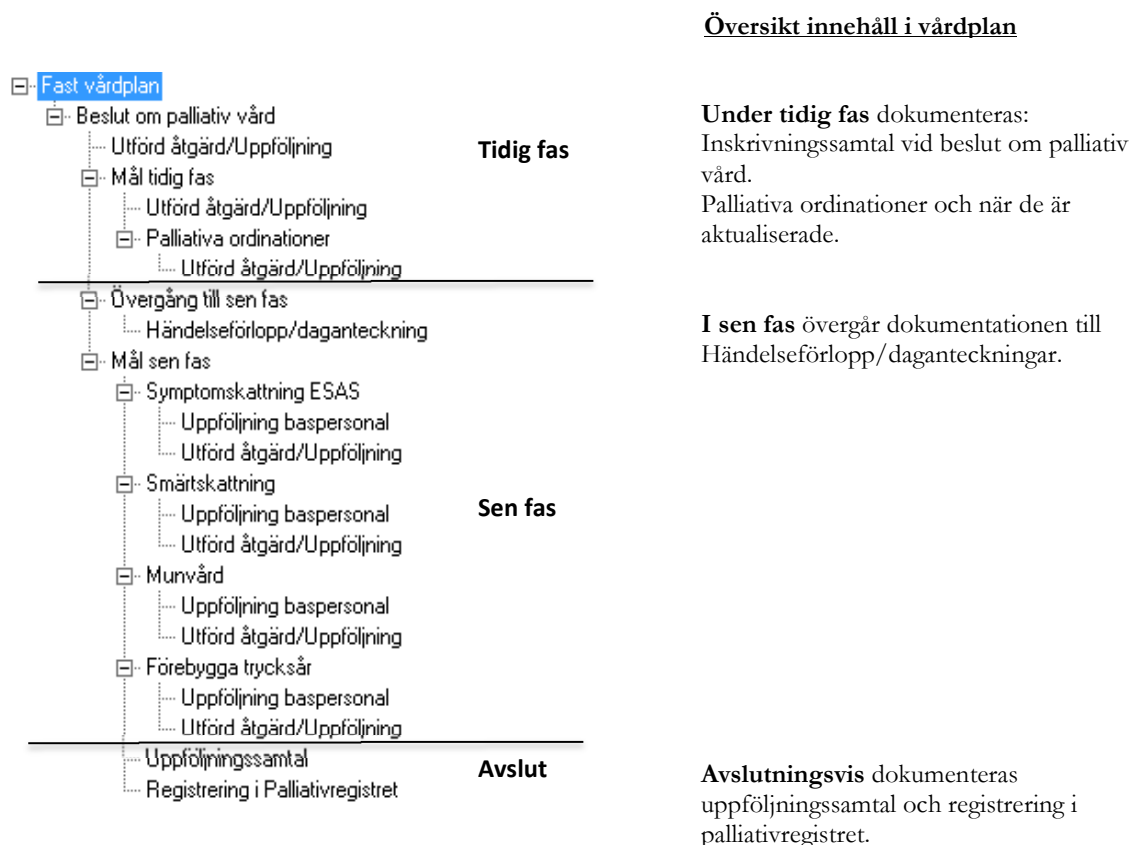 Översikt innehåll i vårdplan
Fast vårdplan
Beslut om palliativ vård
Utförd åtgärd/Uppföljning
Mål tidig fas
Utförd åtgärd/Uppföljning
Palliativa ordinationer
Utförd åtgärd/Uppföljning
Tidig fas
Under tidig fas dokumenteras:
Inskrivningssamtal vid beslut om palliativ
vård.
Palliativa ordinationer och när de är
aktualiserade.
Övergång till sen fas
Händelseförlopp/daganteckning
Mål sen fas
Symptomskattning ESAS
Uppföljning baspersonal
Utförd åtgärd/Uppföljning
Smärtskattning
Uppföljning baspersonal
Utförd åtgärd/Uppföljning
Munvård
Uppföljning baspersonal
Utförd åtgärd/Uppföljning
Förebygga trycksår
Uppföljning baspersonal
Utförd åtgärd/Uppföljning
Sen fas
I sen fas övergår dokumentationen till
Händelseförlopp/daganteckningar.
Uppföljningssamtal
Registrering i Palliativregistret
Avslut
Avslutningsvis dokumenteras
uppföljningssamtal och registrering i
palliativregistret.